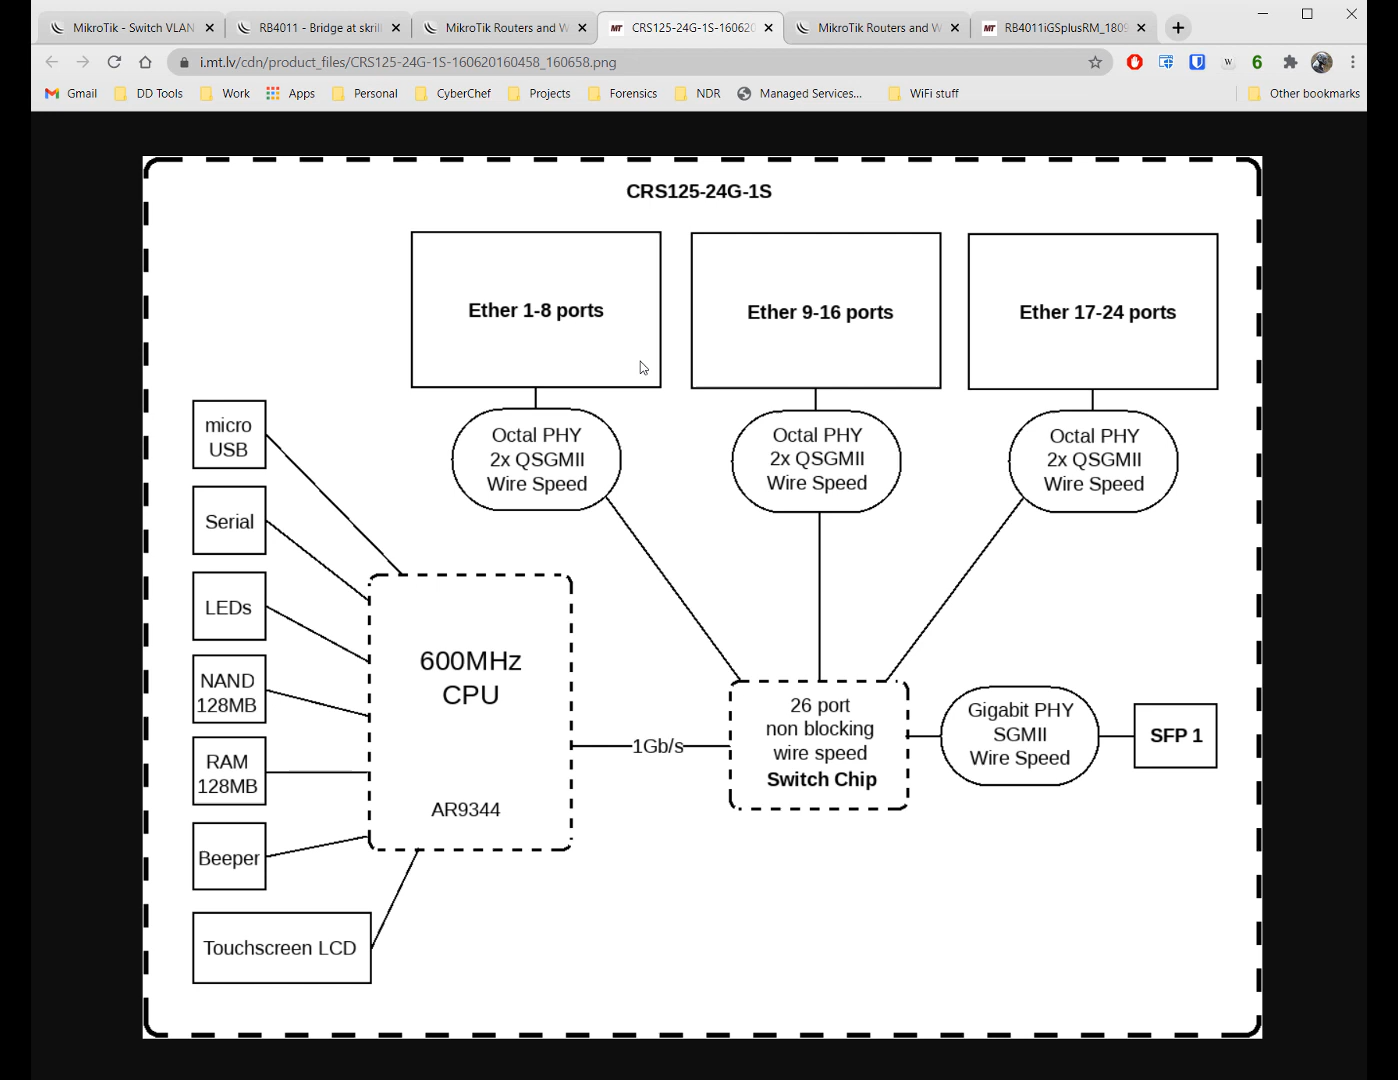 MikroTik - Switch VLAN
RB4011 - Bridge at skril
MikroTik Routers and W
CRS125-24G-1S-160620
MikroTik Routers and W
RB4011iGSplusRM_1809
i.mt.lv/cdn/product_files/CRS125-24G-1S-160620160458_160658.png
W
6
Gmail
DD Tools
Work
Apps
Personal
CyberChef
Projects
Forensics
NDR
Managed Services...
WiFi stuff
Other bookmarks
CRS125-24G-1S
Ether 1-8 ports
Ether 9-16 ports
Ether 17-24 ports
Octal PHY
2x QSGMII
Wire Speed
Octal PHY
2x QSGMII
Wire Speed
Octal PHY
2x QSGMII
Wire Speed
micro
USB
Serial
LEDs
NAND
128MB
RAM
128MB
Beeper
Touchscreen LCD
600MHz
CPU
AR9344
1Gb/s
26 port
non blocking
wire speed
Switch Chip
Gigabit PHY
SGMII
Wire Speed
SFP 1